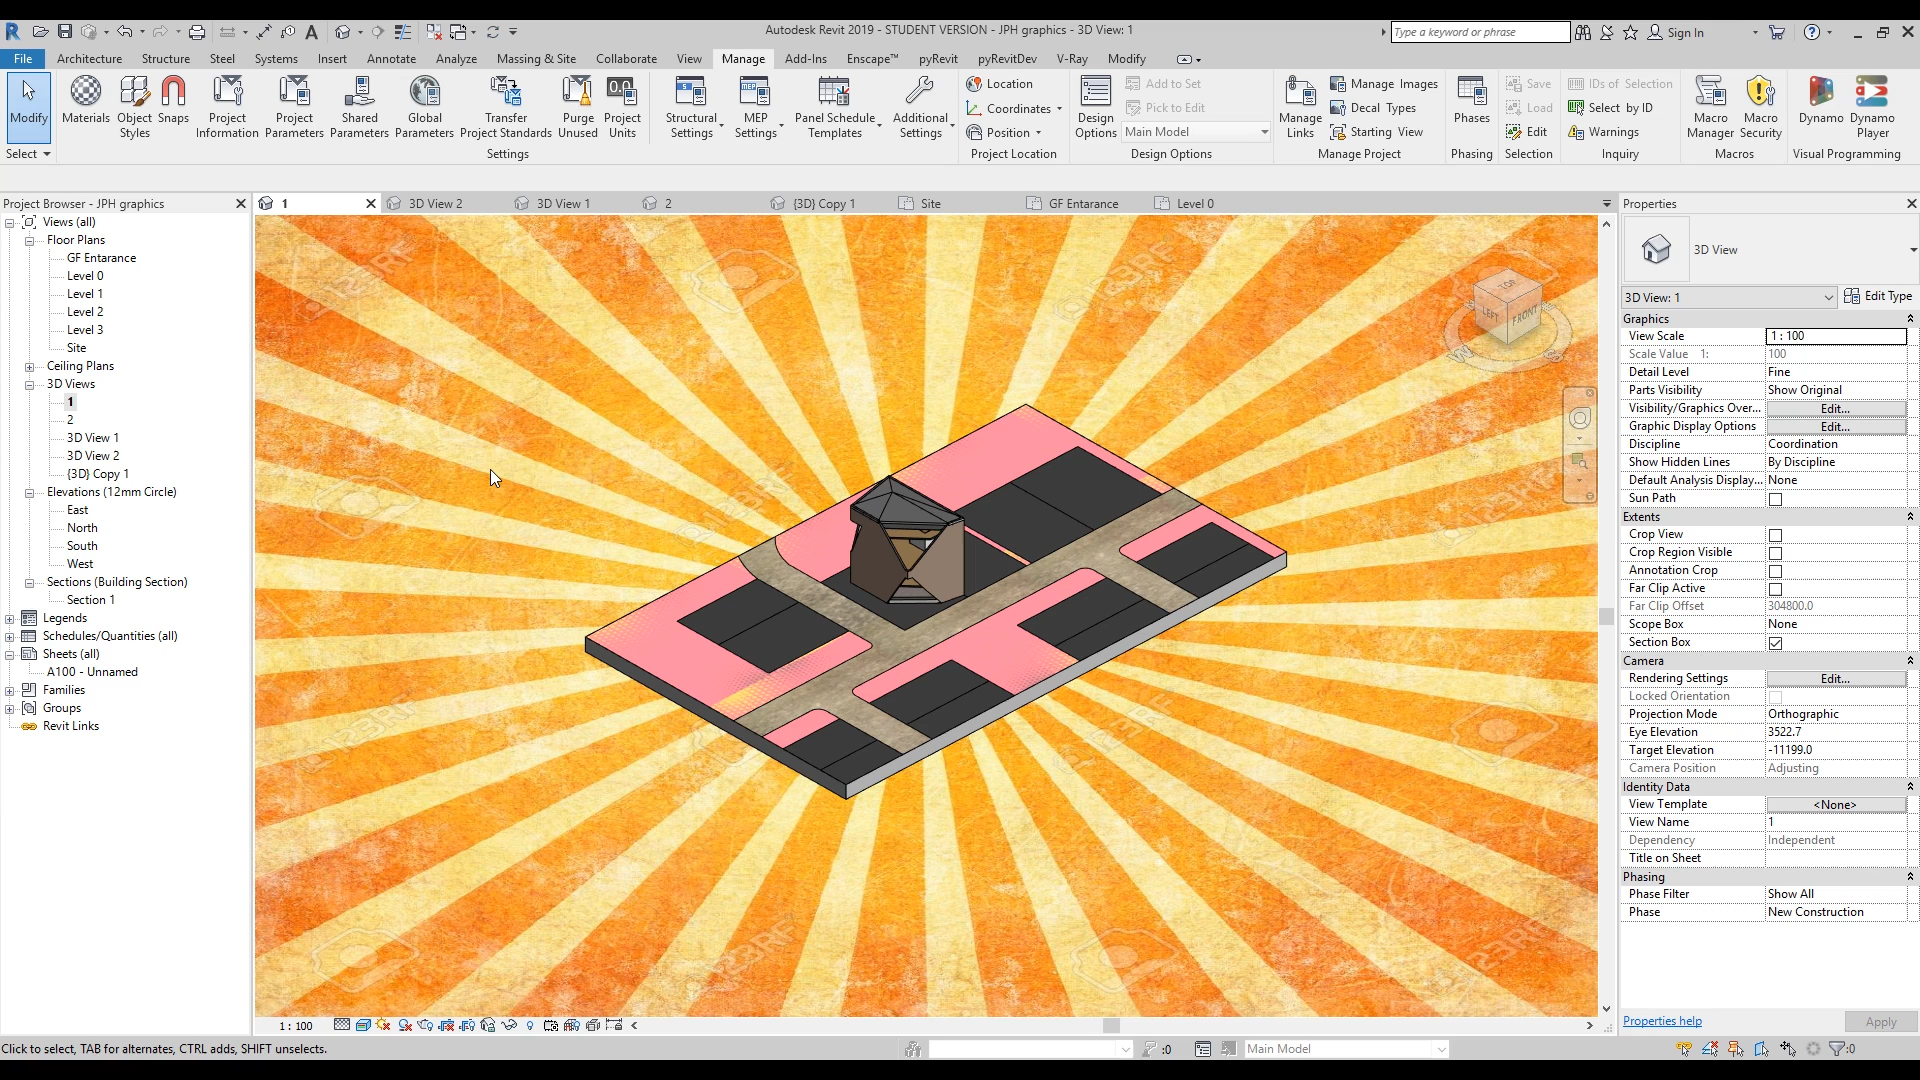 Autodesk Revit 2019 - STUDENT VERSION - JPH graphics - 3D View: 1
Type a keyword or phrase
Sign In
File Architecture Structure Steel Systems Insert Annotate Analyze Massing & Site Collaborate View Manage Add-Ins Enscape™ pyRevit pyRevitDev V-Ray Modify
Modify
Materials
Object Styles
Snaps
Project Information
Project Parameters
Shared Parameters
Global Parameters
Transfer Project Standards
Purge Unused
Project Units
Structural Settings
MEP Settings
Panel Schedule Templates
Additional Settings
Location
Coordinates
Position
Design Options
Add to Set
Pick to Edit
Main Model
Manage Links
Manage Images
Decal Types
Starting View
Phases
Save
Load
Edit
IDs of Selection
Select by ID
Warnings
Macro Manager
Macro Security
Dynamo
Dynamo Player
Select Settings Project Location Design Options Manage Project Phasing Selection Inquiry Macros Visual Programming
Project Browser - JPH graphics
1 3D View 2 3D View 1 2 {3D} Copy 1 Site GF Entarance Level 0
Views (all)
Floor Plans
GF Entarance
Level 0
Level 1
Level 2
Level 3
Site
Ceiling Plans
3D Views
1
2
3D View 1
3D View 2
{3D} Copy 1
Elevations (12mm Circle)
East
North
South
West
Sections (Building Section)
Section 1
Legends
Schedules/Quantities (all)
Sheets (all)
A100 - Unnamed
Families
Groups
Revit Links
TOP
LEFT
FRONT
W
S
123RF
Properties
3D View
3D View: 1
Edit Type
Graphics
View Scale 1 : 100
Scale Value 1: 100
Detail Level Fine
Parts Visibility Show Original
Visibility/Graphics Over... Edit...
Graphic Display Options Edit...
Discipline Coordination
Show Hidden Lines By Discipline
Default Analysis Display... None
Sun Path
Extents
Crop View
Crop Region Visible
Annotation Crop
Far Clip Active
Far Clip Offset 304800.0
Scope Box None
Section Box
Camera
Rendering Settings Edit...
Locked Orientation
Projection Mode Orthographic
Eye Elevation 3522.7
Target Elevation -11199.0
Camera Position Adjusting
Identity Data
View Template <None>
View Name 1
Dependency Independent
Title on Sheet
Phasing
Phase Filter Show All
Phase New Construction
Properties help
Apply
1 : 100
Click to select, TAB for alternates, CTRL adds, SHIFT unselects.
:0
Main Model
:0